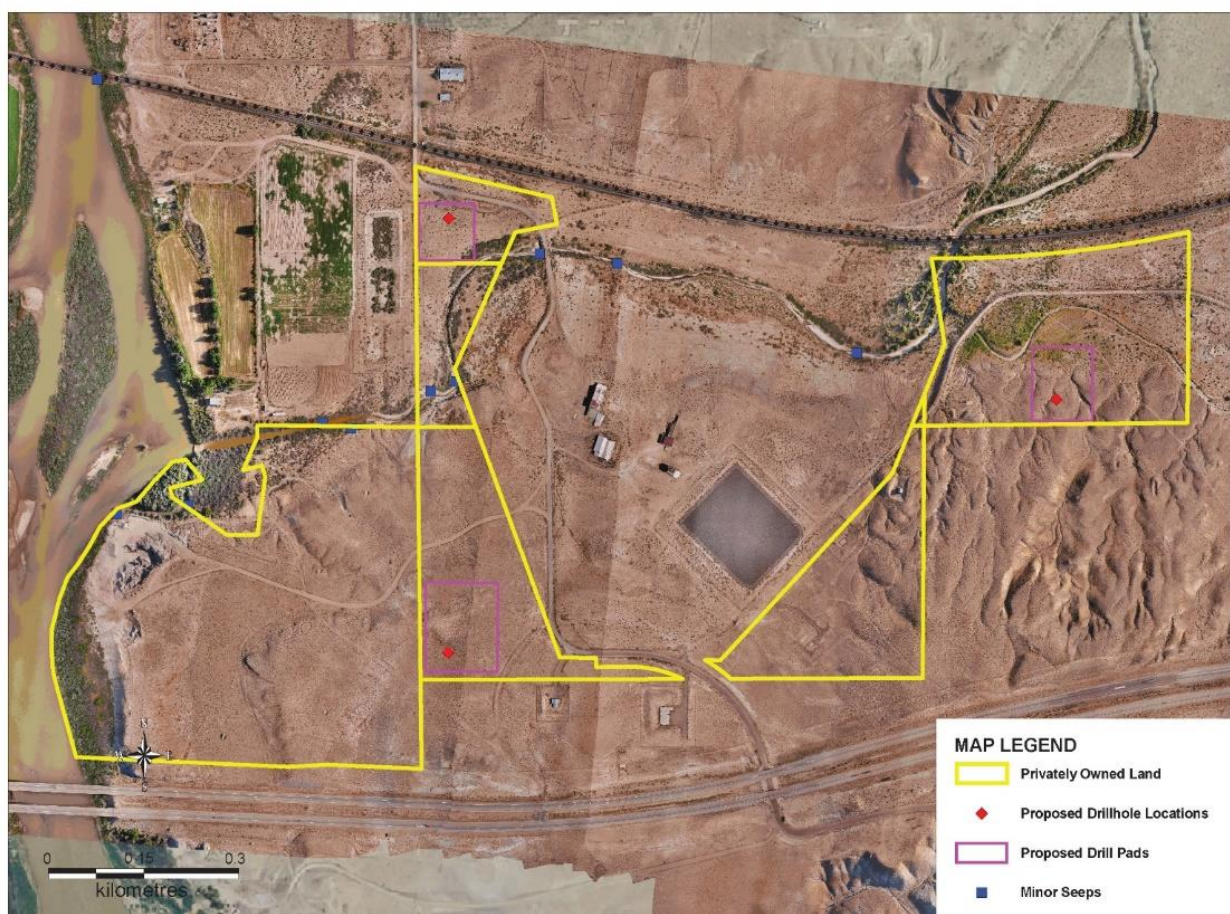 0 0.15 0.3
kilometres
MAP LEGEND
Privately Owned Land
Proposed Drillhole Locations
Proposed Drill Pads
Minor Seeps